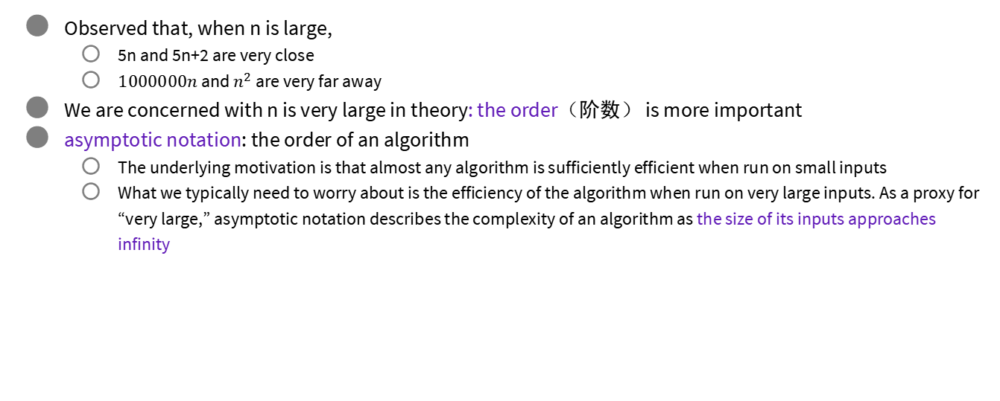 Observed that, when n is large,
5n and 5n+2 are very close
1000000n and n² are very far away
We are concerned with n is very large in theory: the order（阶数） is more important
asymptotic notation: the order of an algorithm
The underlying motivation is that almost any algorithm is sufficiently efficient when run on small inputs
What we typically need to worry about is the efficiency of the algorithm when run on very large inputs. As a proxy for
“very large,” asymptotic notation describes the complexity of an algorithm as the size of its inputs approaches
infinity